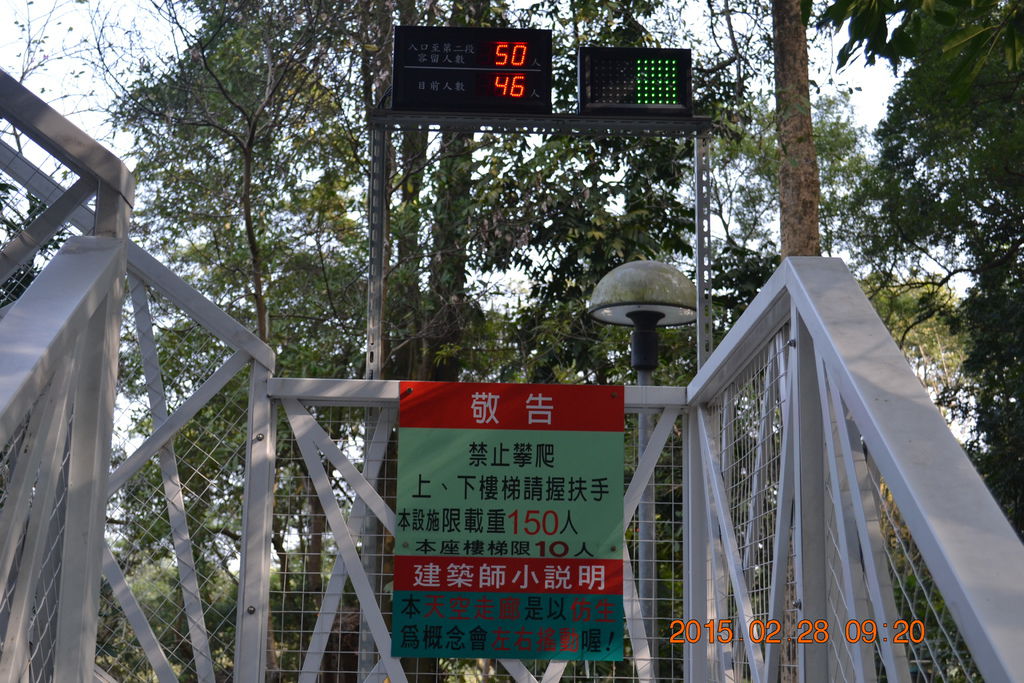 入口至第二段
容留人數 50人
目前人數 46人
敬告
禁止攀爬
上、下樓梯請握扶手
本設施限載重150人
本座樓梯限10人
建築師小說明
本天空走廊是以仿生
為概念會左右搖動喔!
2015 02 28 09:20